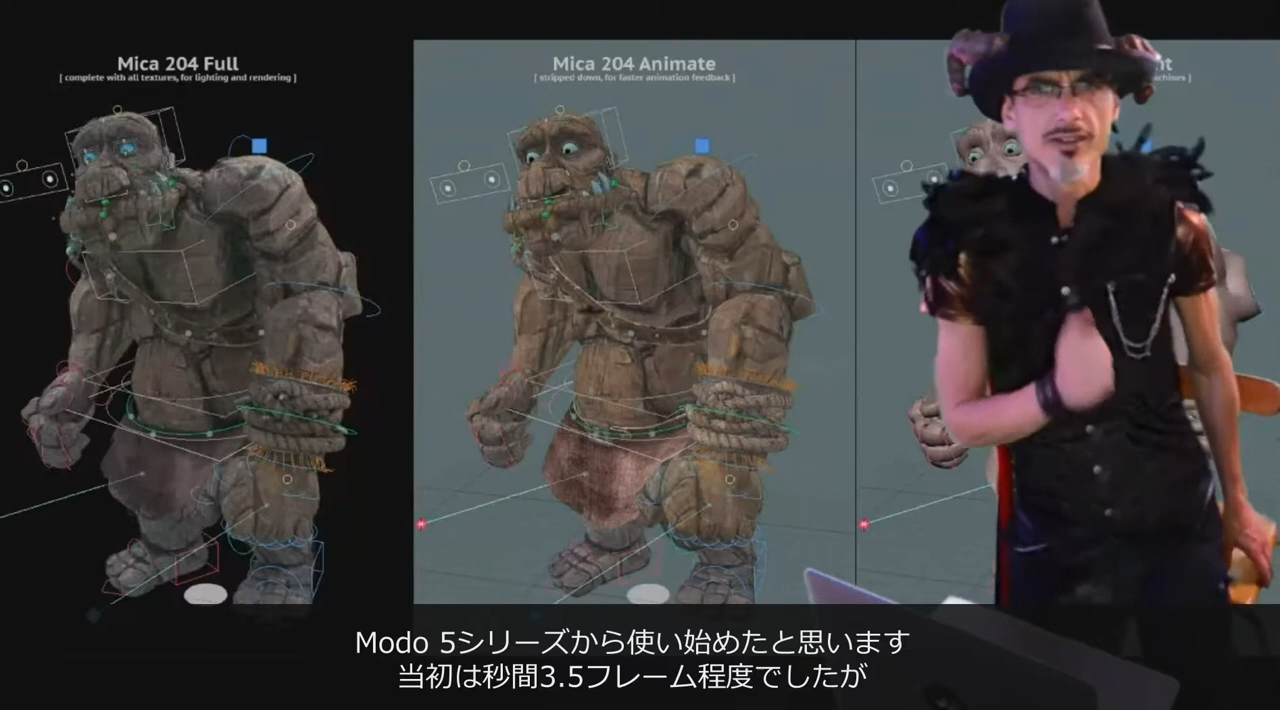 Mica 204 Full
[ complete with all textures, for lighting and rendering ]
Mica 204 Animate
[ stripped down, for faster animation feedback ]
Modo 5シリーズから使い始めたと思います
当初は秒間3.5フレーム程度でしたが